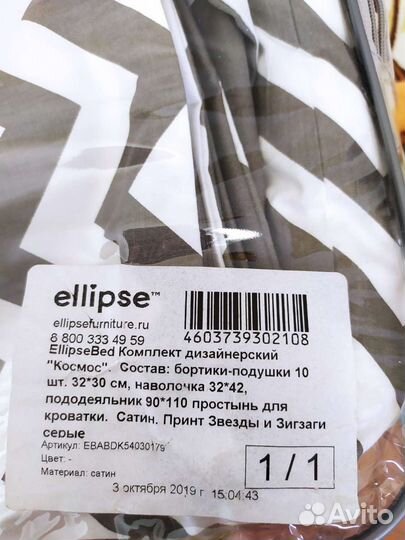 ellipse™
ellipsefurniture.ru
8 800 333 49 59
4603739302108
EllipseBed Комплект дизайнерский
"Космос". Состав: бортики-подушки 10
шт. 32*30 см, наволочка 32*42,
пододеяльник 90*110 простынь для
кроватки. Сатин. Принт Звезды и Зигзаги
серые
Артикул: EBABDK54030179
Цвет: -
Материал: сатин
1 / 1
3 октября 2019 г. 15:04:43
Avito